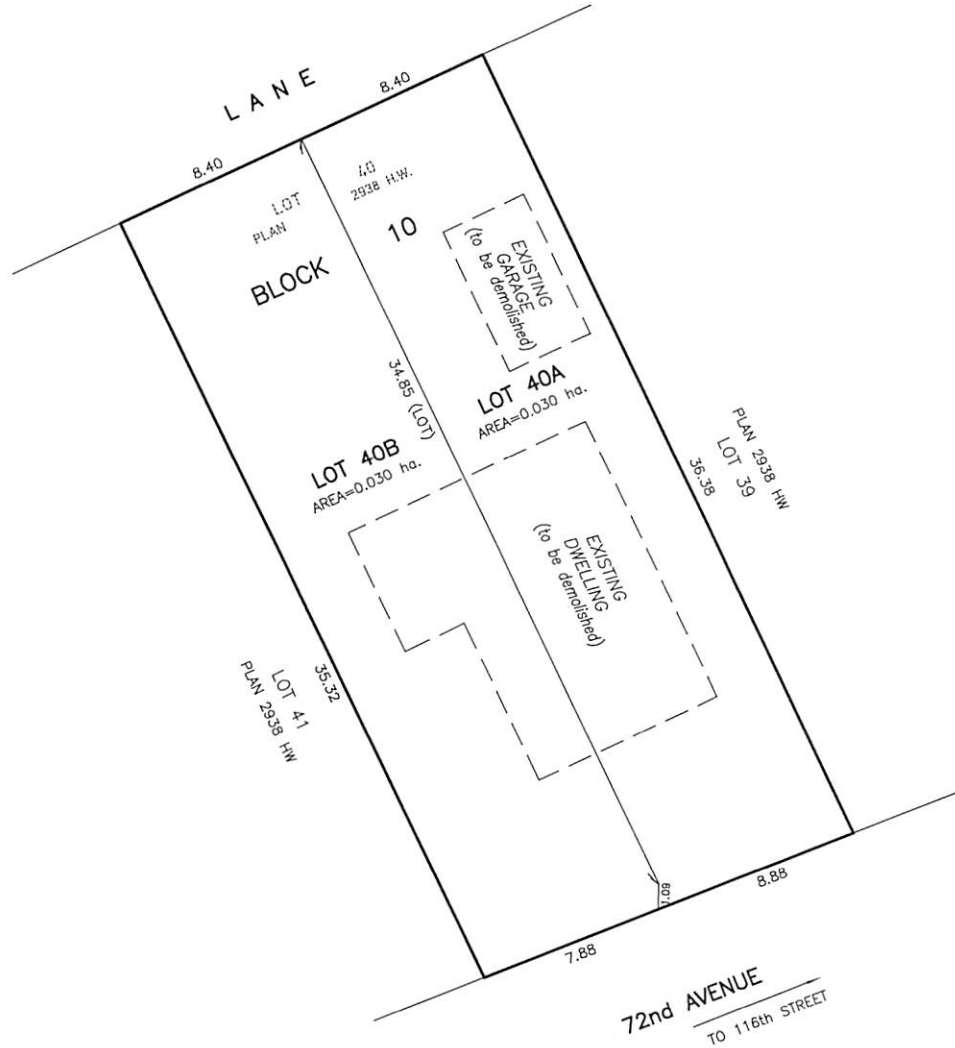 LANE
8.40
8.40
LOT 40
PLAN 2938 H.W.
BLOCK 10
EXISTING
GARAGE
(to be demolished)
34.85 (LOT)
LOT 40A
AREA=0.030 ha.
LOT 40B
AREA=0.030 ha.
PLAN 2938 HW
LOT 39
36.38
EXISTING
DWELLING
(to be demolished)
35.32
LOT 41
PLAN 2938 HW
1.09
8.88
7.88
72nd AVENUE
TO 116th STREET